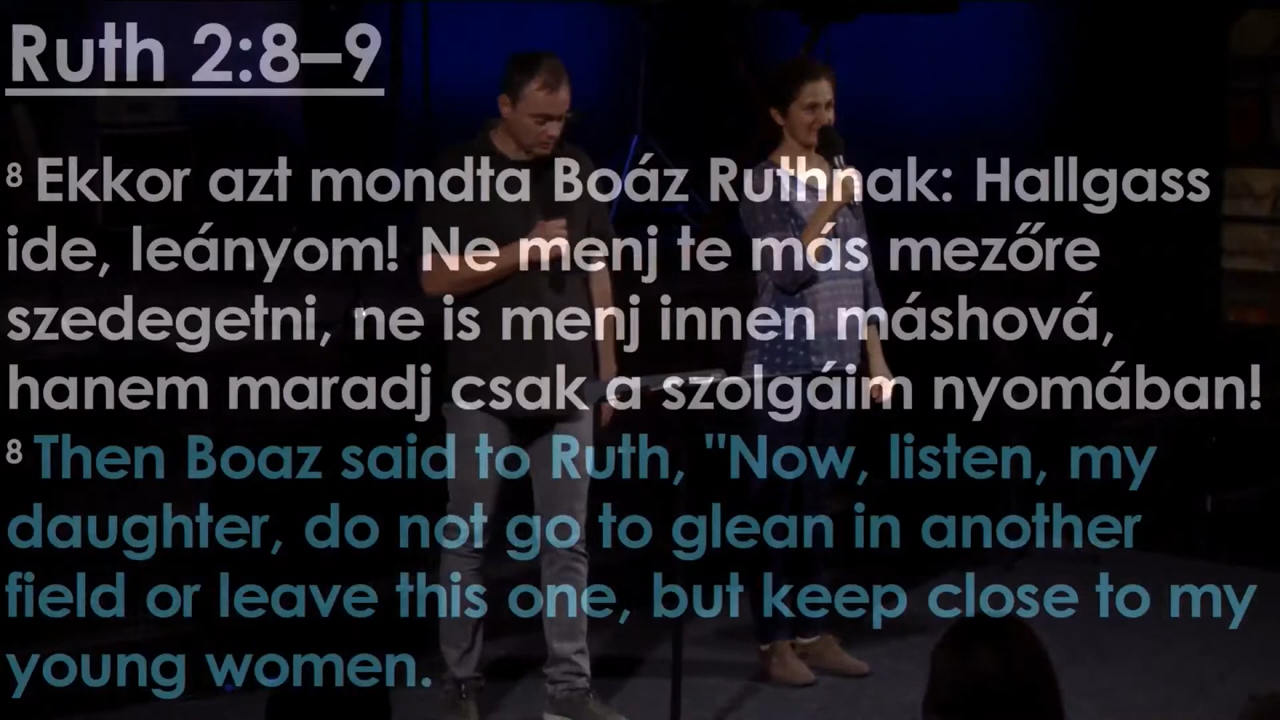 Ruth 2:8–9
8 Ekkor azt mondta Boáz Ruthnak: Hallgass
ide, leányom! Ne menj te más mezőre
szedegetni, ne is menj innen máshová,
hanem maradj csak a szolgáim nyomában!
8 Then Boaz said to Ruth, "Now, listen, my
daughter, do not go to glean in another
field or leave this one, but keep close to my
young women.